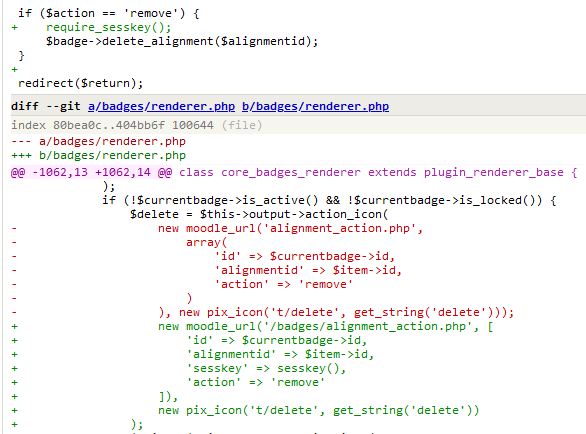 if ($action == 'remove') {
+    require_sesskey();
     $badge->delete_alignment($alignmentid);
 }
+
 redirect($return);
diff --git a/badges/renderer.php b/badges/renderer.php
index 80bea0c..404bb6f 100644 (file)
--- a/badges/renderer.php
+++ b/badges/renderer.php
@@ -1062,13 +1062,14 @@ class core_badges_renderer extends plugin_renderer_base {
             );
             if (!$currentbadge->is_active() && !$currentbadge->is_locked()) {
                 $delete = $this->output->action_icon(
-                    new moodle_url('alignment_action.php',
-                        array(
-                            'id' => $currentbadge->id,
-                            'alignmentid' => $item->id,
-                            'action' => 'remove'
-                        )
-                    ), new pix_icon('t/delete', get_string('delete')));
+                    new moodle_url('/badges/alignment_action.php', [
+                        'id' => $currentbadge->id,
+                        'alignmentid' => $item->id,
+                        'sesskey' => sesskey(),
+                        'action' => 'remove'
+                    ]),
+                    new pix_icon('t/delete', get_string('delete'))
+                );